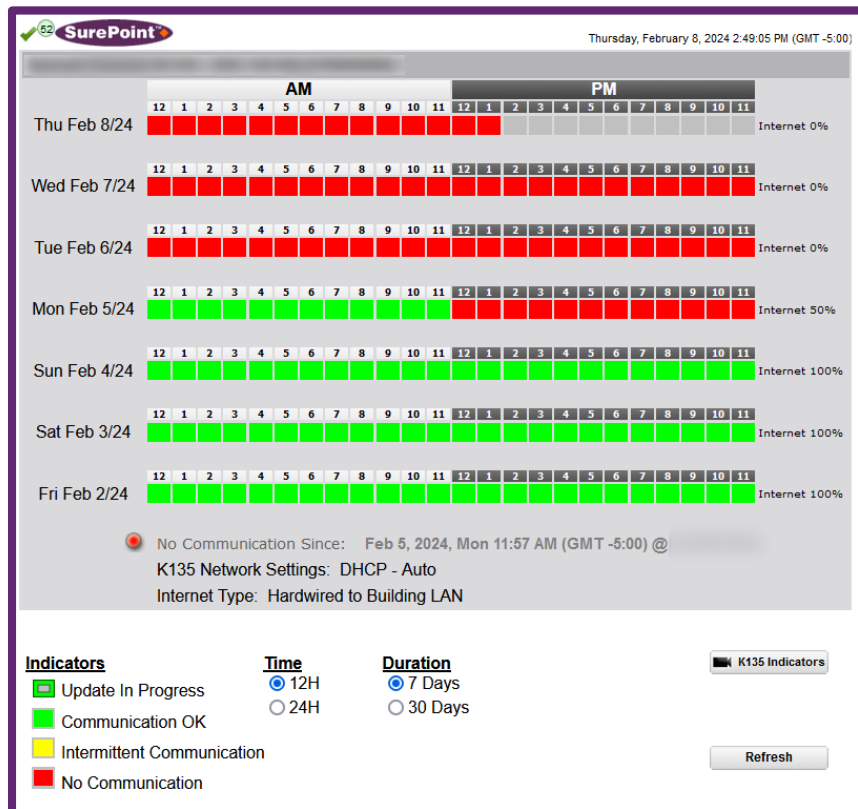 52 SurePoint
Thursday, February 8, 2024 2:49:05 PM (GMT -5:00)
AM PM
12 1 2 3 4 5 6 7 8 9 10 11 12 1 2 3 4 5 6 7 8 9 10 11
Thu Feb 8/24 Internet 0%
12 1 2 3 4 5 6 7 8 9 10 11 12 1 2 3 4 5 6 7 8 9 10 11
Wed Feb 7/24 Internet 0%
12 1 2 3 4 5 6 7 8 9 10 11 12 1 2 3 4 5 6 7 8 9 10 11
Tue Feb 6/24 Internet 0%
12 1 2 3 4 5 6 7 8 9 10 11 12 1 2 3 4 5 6 7 8 9 10 11
Mon Feb 5/24 Internet 50%
12 1 2 3 4 5 6 7 8 9 10 11 12 1 2 3 4 5 6 7 8 9 10 11
Sun Feb 4/24 Internet 100%
12 1 2 3 4 5 6 7 8 9 10 11 12 1 2 3 4 5 6 7 8 9 10 11
Sat Feb 3/24 Internet 100%
12 1 2 3 4 5 6 7 8 9 10 11 12 1 2 3 4 5 6 7 8 9 10 11
Fri Feb 2/24 Internet 100%
No Communication Since: Feb 5, 2024, Mon 11:57 AM (GMT -5:00) @
K135 Network Settings: DHCP - Auto
Internet Type: Hardwired to Building LAN
Indicators Time Duration
K135 Indicators
Update In Progress 12H 7 Days
Communication OK 24H 30 Days
Intermittent Communication
Refresh
No Communication